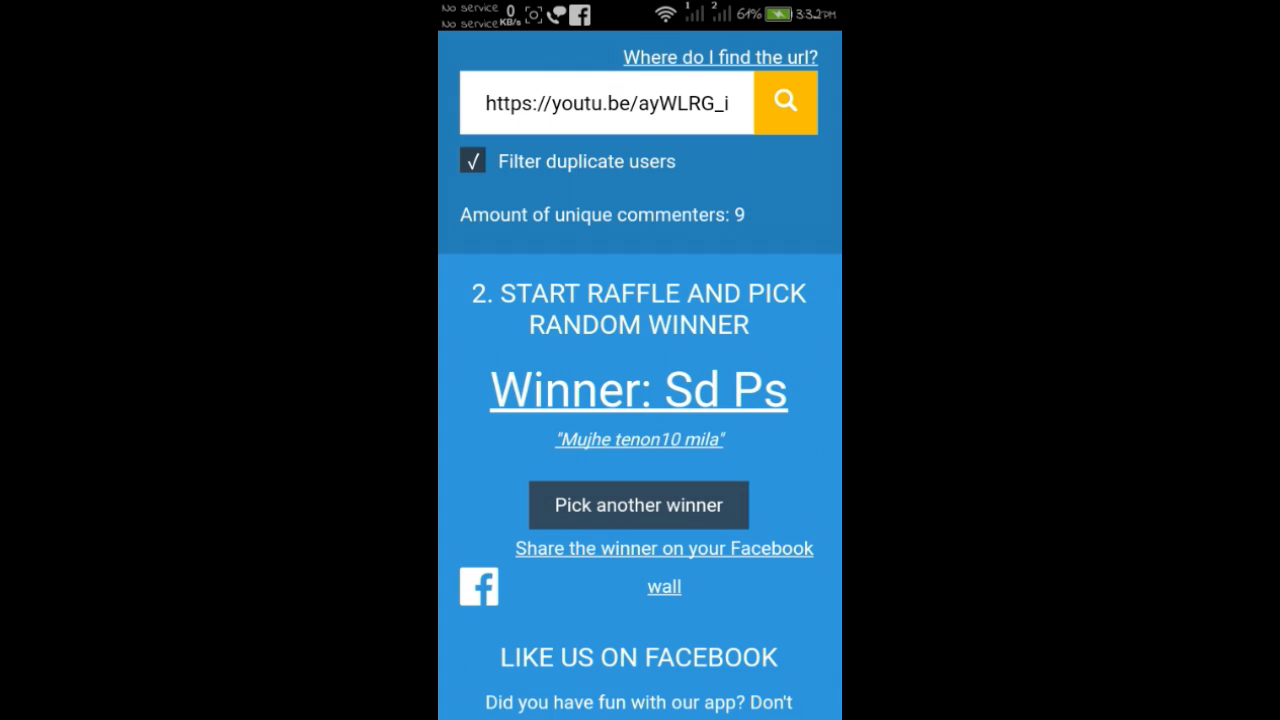 No service
No service
0
KB/s
1
2
61%
3:32PM
Where do I find the url?
https://youtu.be/ayWLRG_i
✓ Filter duplicate users
Amount of unique commenters: 9
2. START RAFFLE AND PICK
RANDOM WINNER
Winner: Sd Ps
"Mujhe tenon10 mila"
Pick another winner
Share the winner on your Facebook
wall
LIKE US ON FACEBOOK
Did you have fun with our app? Don't